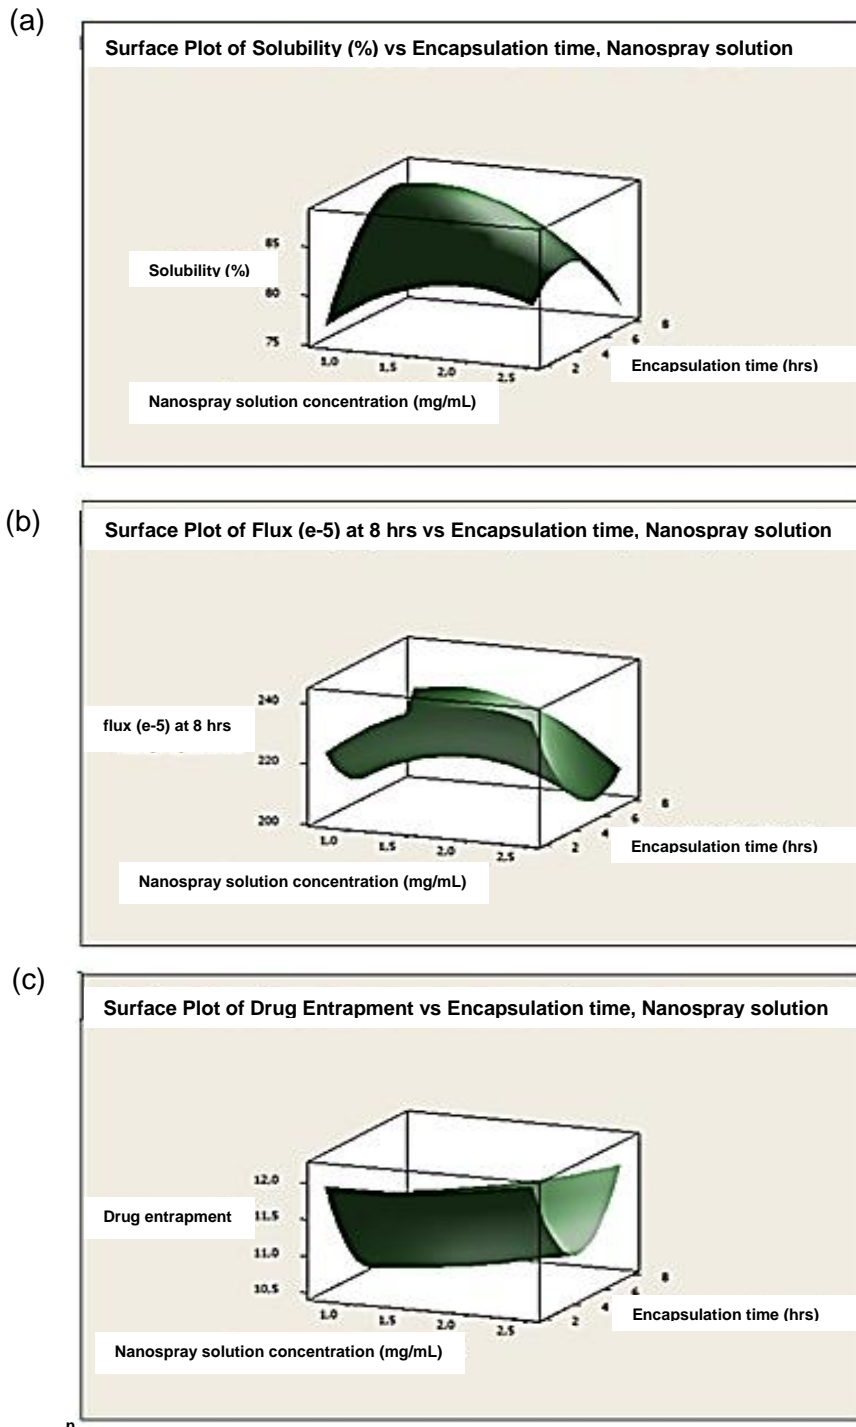 (a)
Surface Plot of Solubility (%) vs Encapsulation time, Nanospray solution
85
Solubility (%)
80
75
1,0
1,5
2,0
2,5
2
4
6
8
Encapsulation time (hrs)
Nanospray solution concentration (mg/mL)
(b)
Surface Plot of Flux (e-5) at 8 hrs vs Encapsulation time, Nanospray solution
240
flux (e-5) at 8 hrs
220
200
1,0
1,5
2,0
2,5
2
4
6
8
Encapsulation time (hrs)
Nanospray solution concentration (mg/mL)
(c)
Surface Plot of Drug Entrapment vs Encapsulation time, Nanospray solution
12,0
Drug entrapment
11,5
11,0
10,5
1,0
1,5
2,0
2,5
2
4
8
Encapsulation time (hrs)
Nanospray solution concentration (mg/mL)
n